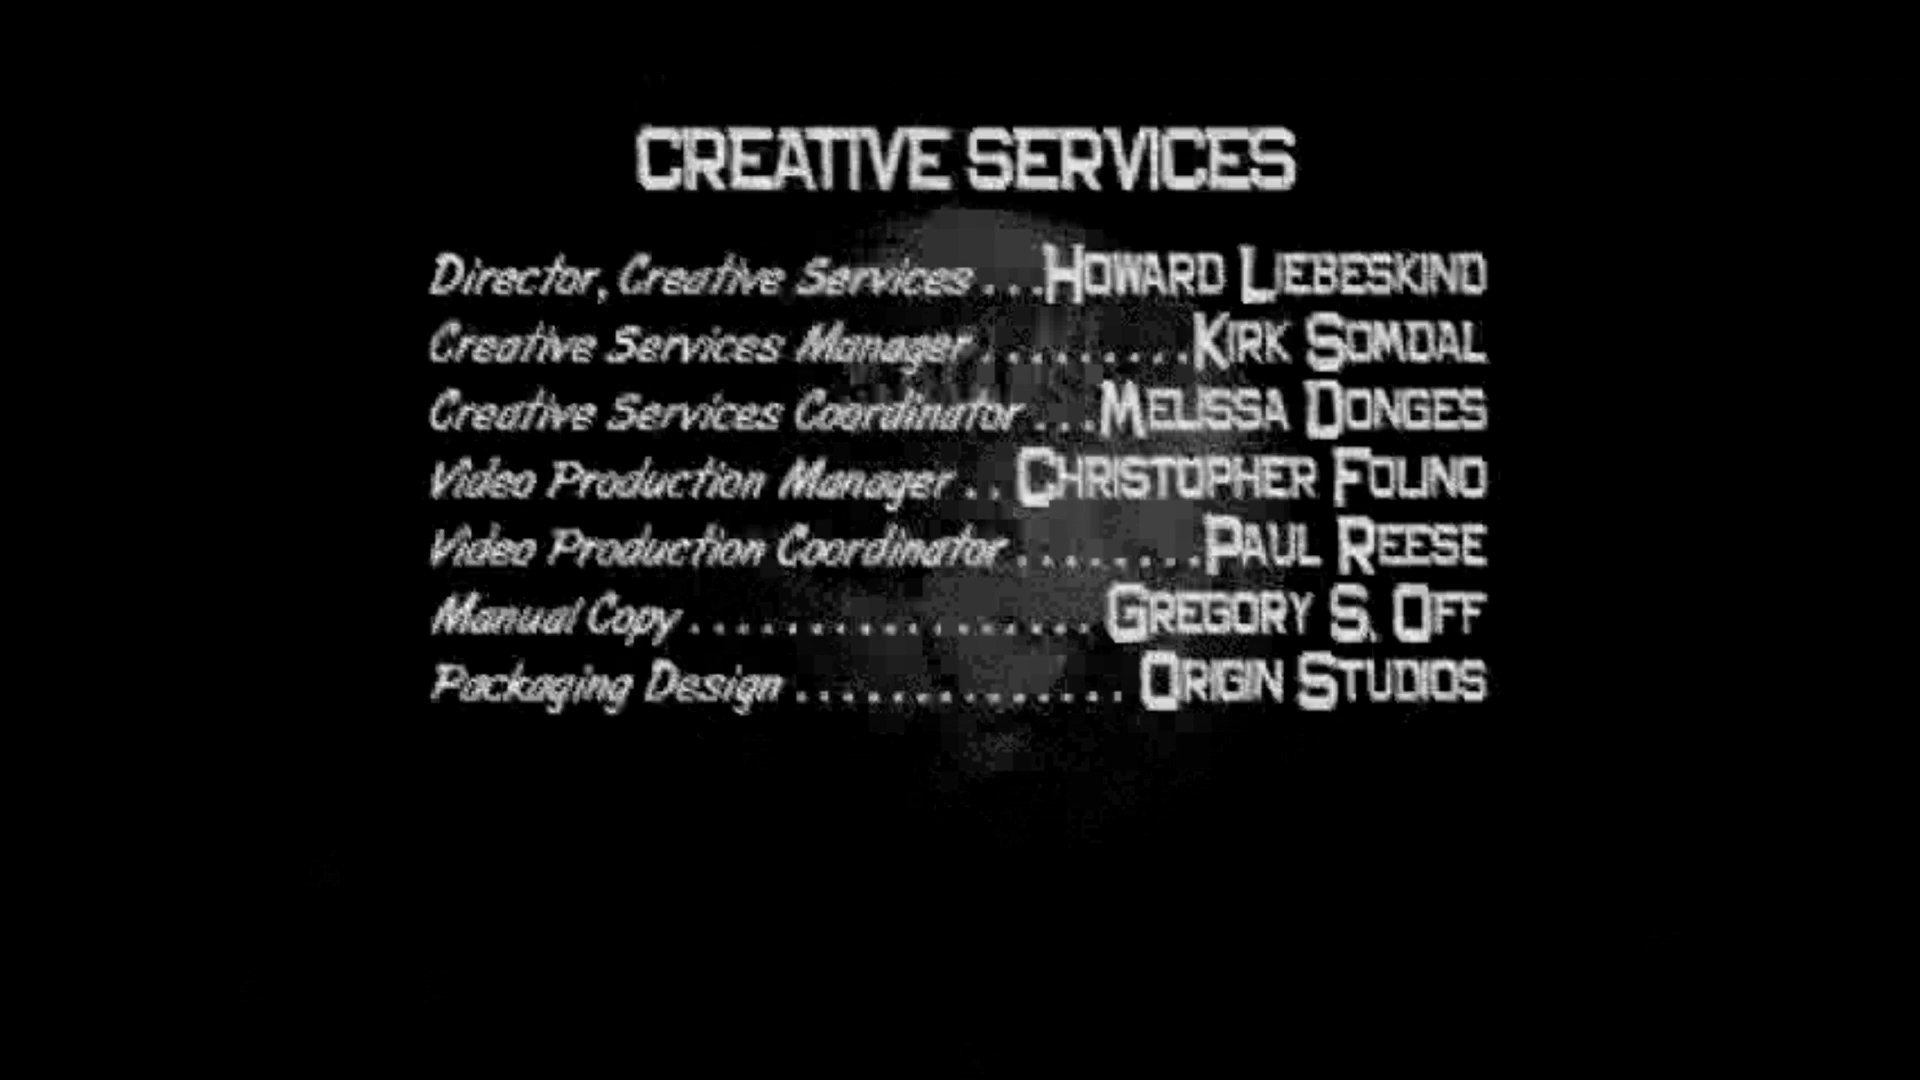 CREATIVE SERVICES
Director, Creative Services ...HOWARD LIEBESKIND
Creative Services Manager..........KIRK SOMDAL
Creative Services Coordinator ...MELISSA DONGES
Video Production Manager ..CHRISTOPHER FOLINO
Video Production Coordinator.........PAUL REESE
Manual Copy.................GREGORY S. OFF
Packaging Design..............ORIGIN STUDIOS